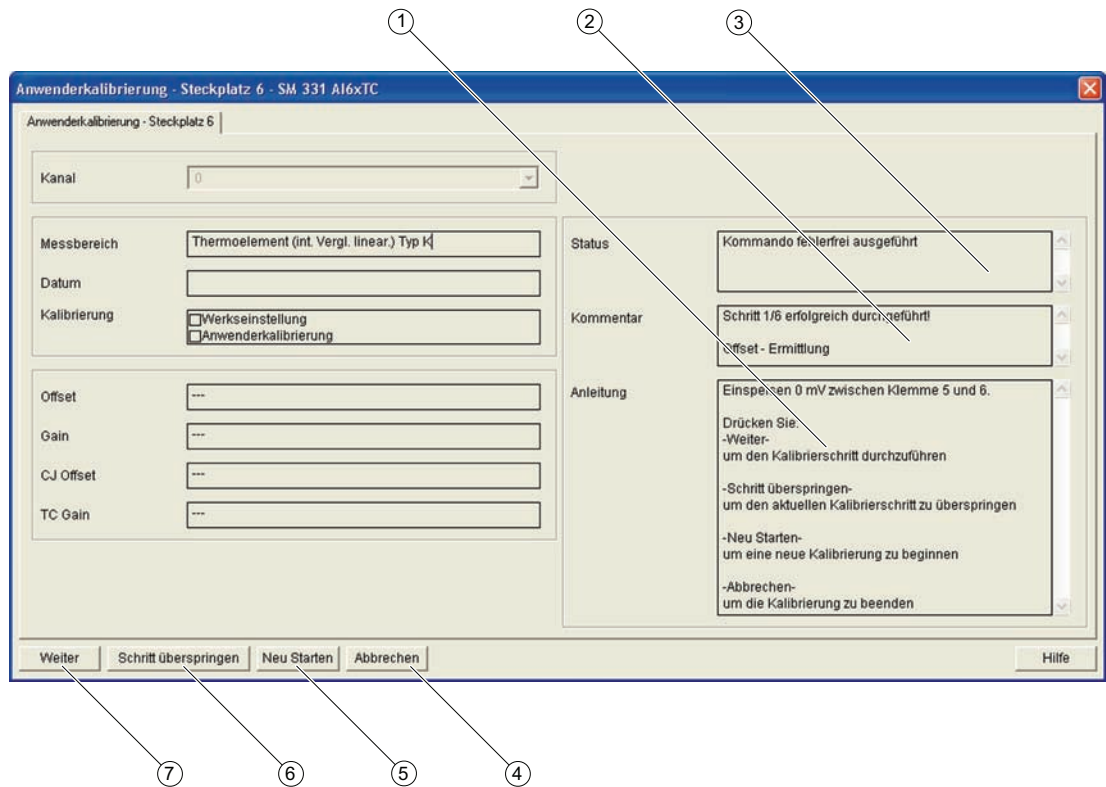 1 2 3
Anwenderkalibrierung - Steckplatz 6 - SM 331 AI6xTC
Anwenderkalibrierung - Steckplatz 6
Kanal 0
Messbereich Thermoelement (int. Vergl. linear.) Typ K
Datum
Kalibrierung
Werkseinstellung
Anwenderkalibrierung
Offset ---
Gain ---
CJ Offset ---
TC Gain ---
Status Kommando fehlerfrei ausgeführt
Kommentar Schritt 1/6 erfolgreich durchgeführt!
Offset - Ermittlung
Anleitung Einspeisen 0 mV zwischen Klemme 5 und 6.
Drücken Sie:
-Weiter-
um den Kalibrierschritt durchzuführen
-Schritt überspringen-
um den aktuellen Kalibrierschritt zu überspringen
-Neu Starten-
um eine neue Kalibrierung zu beginnen
-Abbrechen-
um die Kalibrierung zu beenden
Weiter Schritt überspringen Neu Starten Abbrechen Hilfe
7 6 5 4